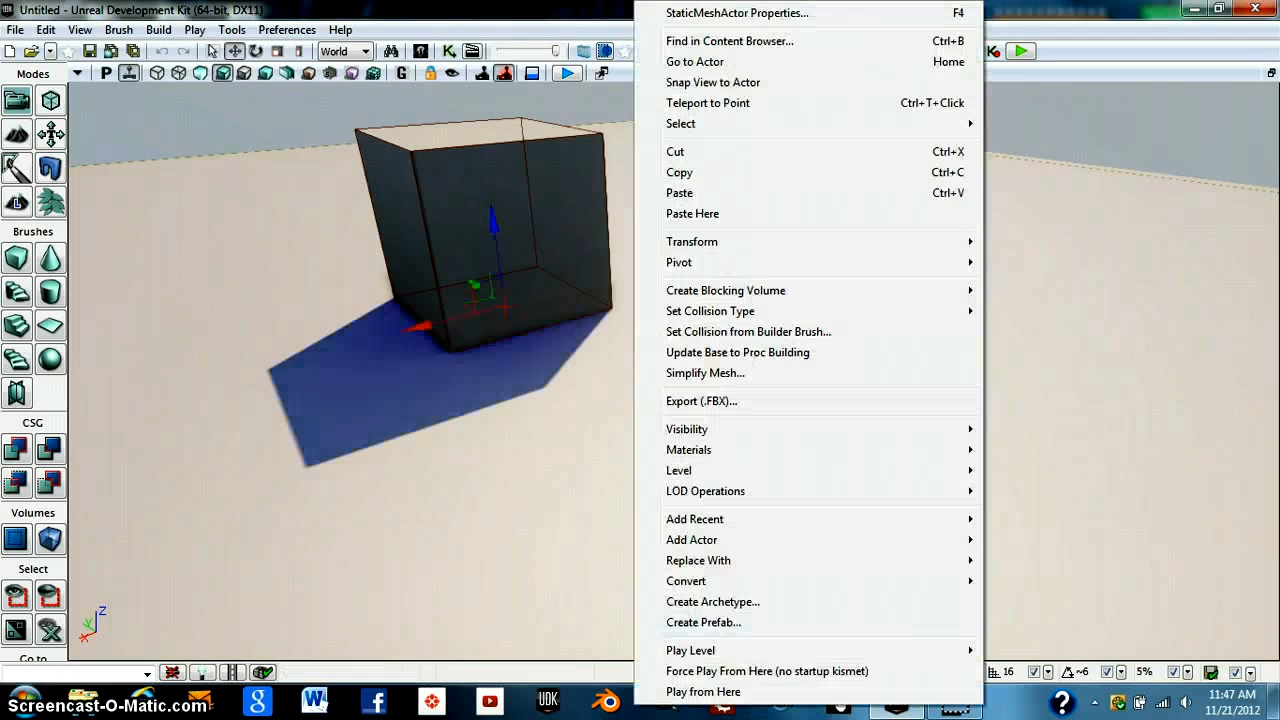 Untitled - Unreal Development Kit (64-bit, DX11)
File Edit View Brush Build Play Tools Preferences Help
World
Modes
P
G
Brushes
CSG
Volumes
Select
Go to
StaticMeshActor Properties... F4
Find in Content Browser... Ctrl+B
Go to Actor Home
Snap View to Actor
Teleport to Point Ctrl+T+Click
Select
Cut Ctrl+X
Copy Ctrl+C
Paste Ctrl+V
Paste Here
Transform
Pivot
Create Blocking Volume
Set Collision Type
Set Collision from Builder Brush...
Update Base to Proc Building
Simplify Mesh...
Export (.FBX)...
Visibility
Materials
Level
LOD Operations
Add Recent
Add Actor
Replace With
Convert
Create Archetype...
Create Prefab...
Play Level
Force Play From Here (no startup kismet)
Play from Here
Z
Y
X
16
~6
5%
Screencast-O-Matic.com
UDK
11:47 AM
11/21/2012